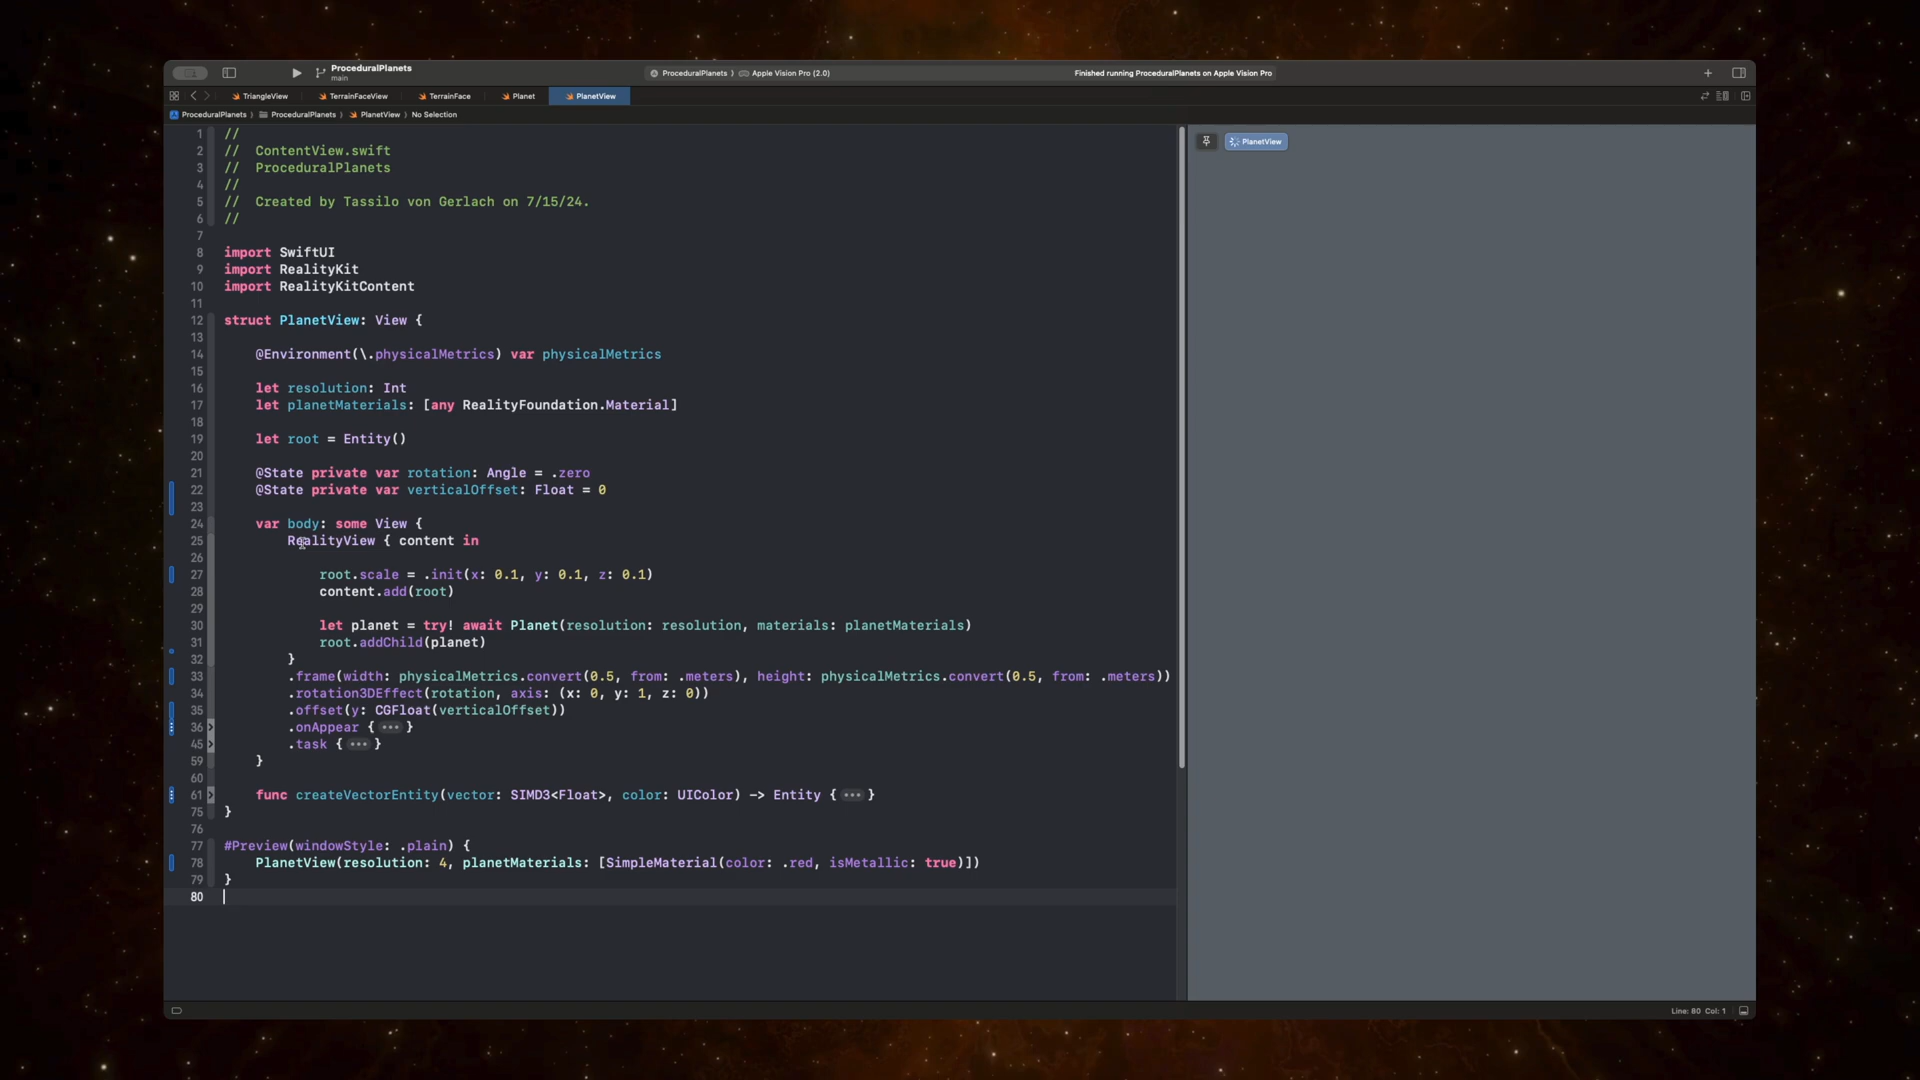 ProceduralPlanets
main
ProceduralPlanets
Apple Vision Pro (2.0)
Finished running ProceduralPlanets on Apple Vision Pro
TriangleView
TerrainFaceView
TerrainFace
Planet
PlanetView
ProceduralPlanets
ProceduralPlanets
PlanetView
No Selection
PlanetView
1 //
2 //  ContentView.swift
3 //  ProceduralPlanets
4 //
5 //  Created by Tassilo von Gerlach on 7/15/24.
6 //
7
8 import SwiftUI
9 import RealityKit
10 import RealityKitContent
11
12 struct PlanetView: View {
13
14     @Environment(\.physicalMetrics) var physicalMetrics
15
16     let resolution: Int
17     let planetMaterials: [any RealityFoundation.Material]
18
19     let root = Entity()
20
21     @State private var rotation: Angle = .zero
22     @State private var verticalOffset: Float = 0
23
24     var body: some View {
25         RealityView { content in
26
27             root.scale = .init(x: 0.1, y: 0.1, z: 0.1)
28             content.add(root)
29
30             let planet = try! await Planet(resolution: resolution, materials: planetMaterials)
31             root.addChild(planet)
32         }
33         .frame(width: physicalMetrics.convert(0.5, from: .meters), height: physicalMetrics.convert(0.5, from: .meters))
34         .rotation3DEffect(rotation, axis: (x: 0, y: 1, z: 0))
35         .offset(y: CGFloat(verticalOffset))
36         .onAppear { ••• }
45         .task { ••• }
59     }
60
61     func createVectorEntity(vector: SIMD3<Float>, color: UIColor) -> Entity { ••• }
75 }
76
77 #Preview(windowStyle: .plain) {
78     PlanetView(resolution: 4, planetMaterials: [SimpleMaterial(color: .red, isMetallic: true)])
79 }
80
Line: 80 Col: 1